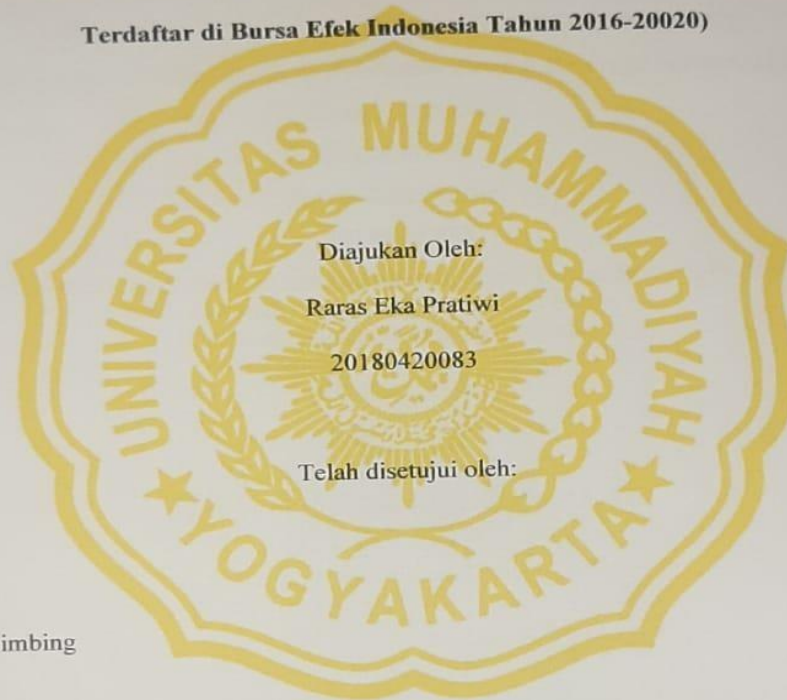 Terdaftar di Bursa Efek Indonesia Tahun 2016-20020)
UNIVERSITAS MUHAMMADIYAH
★YOGYAKARTA★
Diajukan Oleh:
Raras Eka Pratiwi
20180420083
Telah disetujui oleh:
imbing